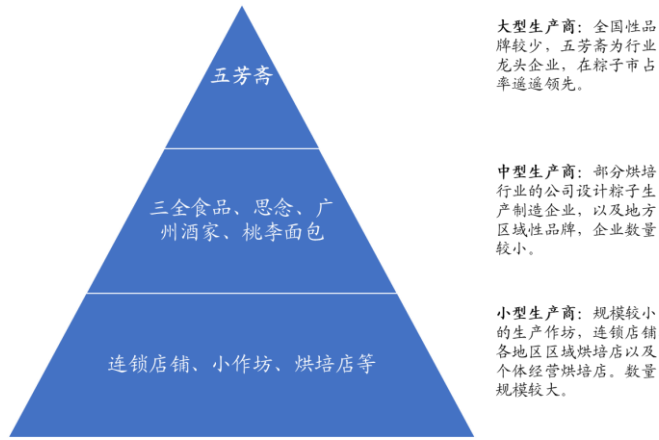 五芳斋
大型生产商：全国性品
牌较少，五芳斋为行业
龙头企业，在粽子市占
率遥遥领先。
三全食品、思念、广
州酒家、桃李面包
中型生产商：部分烘培
行业的公司设计粽子生
产制造企业，以及地方
区域性品牌，企业数量
较小。
连锁店铺、小作坊、烘培店等
小型生产商：规模较小
的生产作坊，连锁店铺
各地区区域烘培店以及
个体经营烘培店。数量
规模较大。